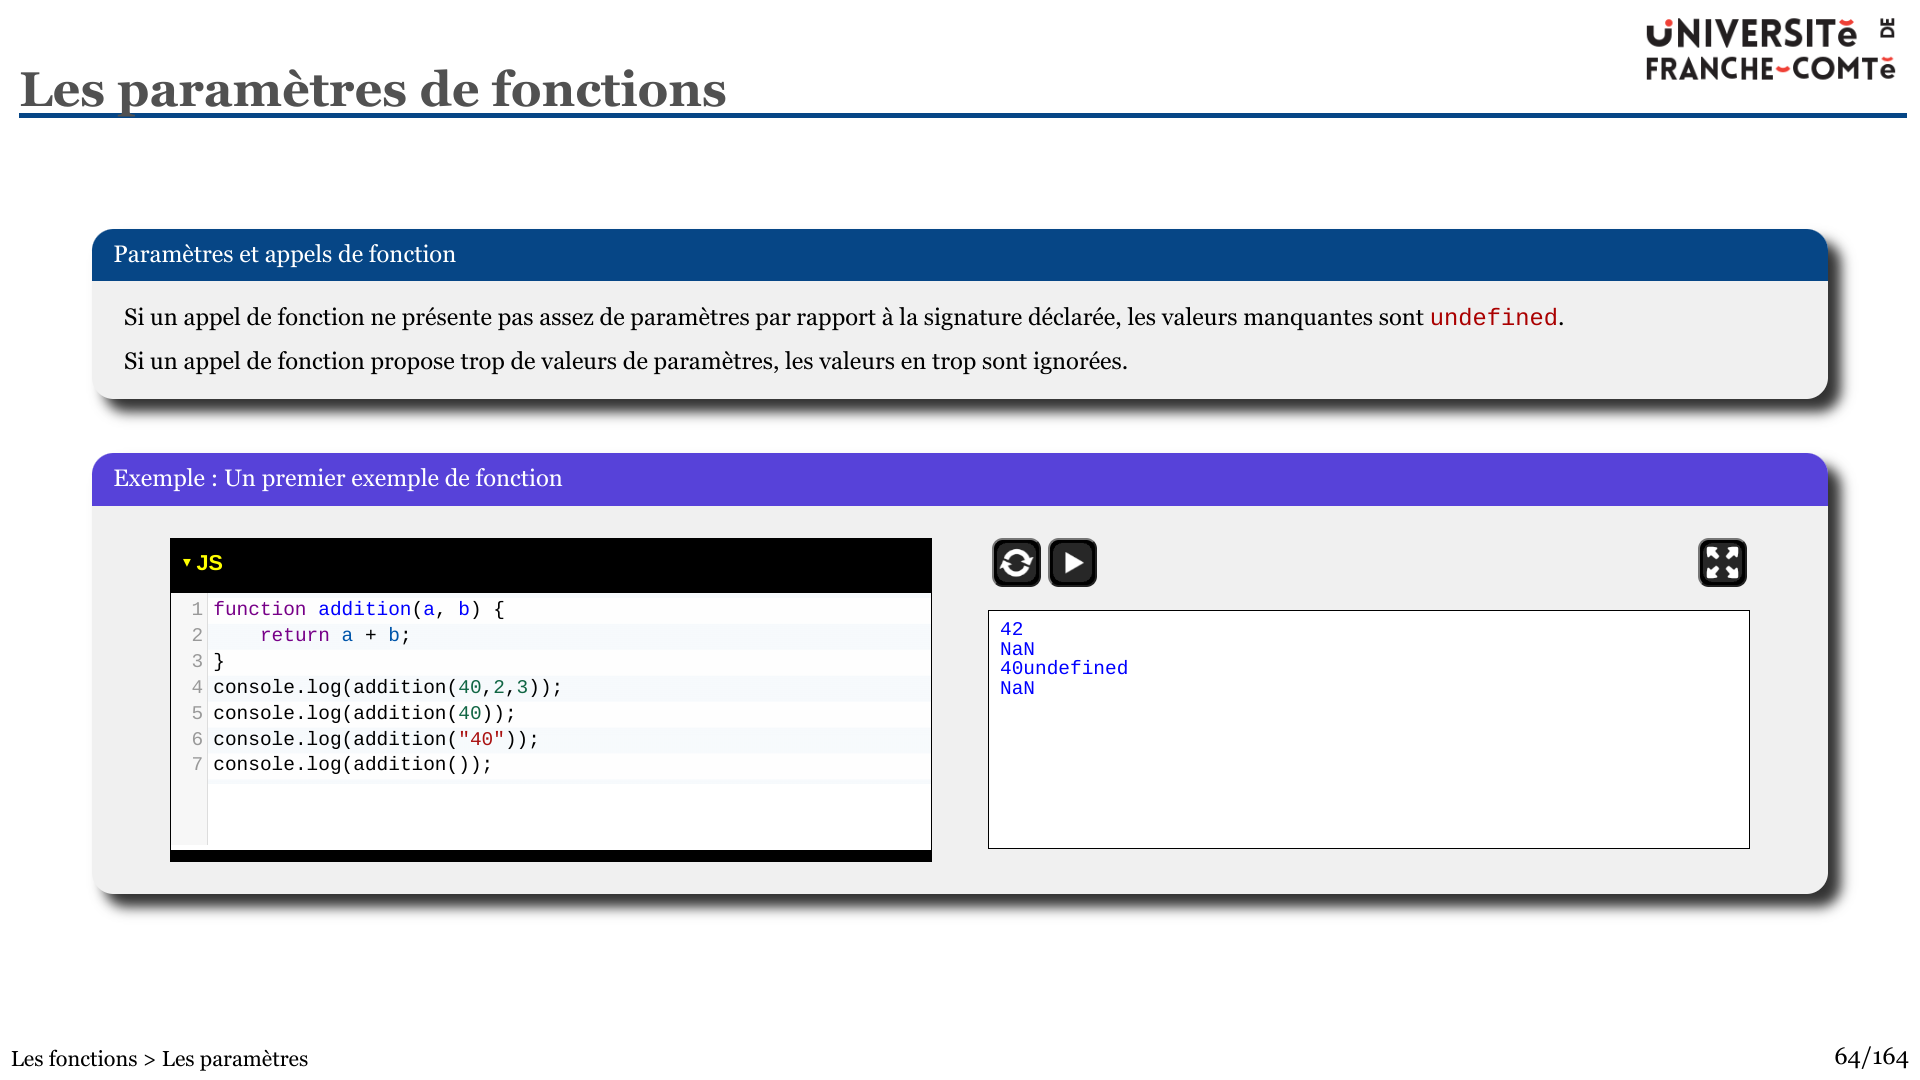 UNIVERSITÉ DE
FRANCHE-COMTÉ
Les paramètres de fonctions
Paramètres et appels de fonction
Si un appel de fonction ne présente pas assez de paramètres par rapport à la signature déclarée, les valeurs manquantes sont undefined.
Si un appel de fonction propose trop de valeurs de paramètres, les valeurs en trop sont ignorées.
Exemple : Un premier exemple de fonction
▾ JS
1 function addition(a, b) {
2     return a + b;
3 }
4 console.log(addition(40,2,3));
5 console.log(addition(40));
6 console.log(addition("40"));
7 console.log(addition());
42
NaN
40undefined
NaN
Les fonctions > Les paramètres
64/164